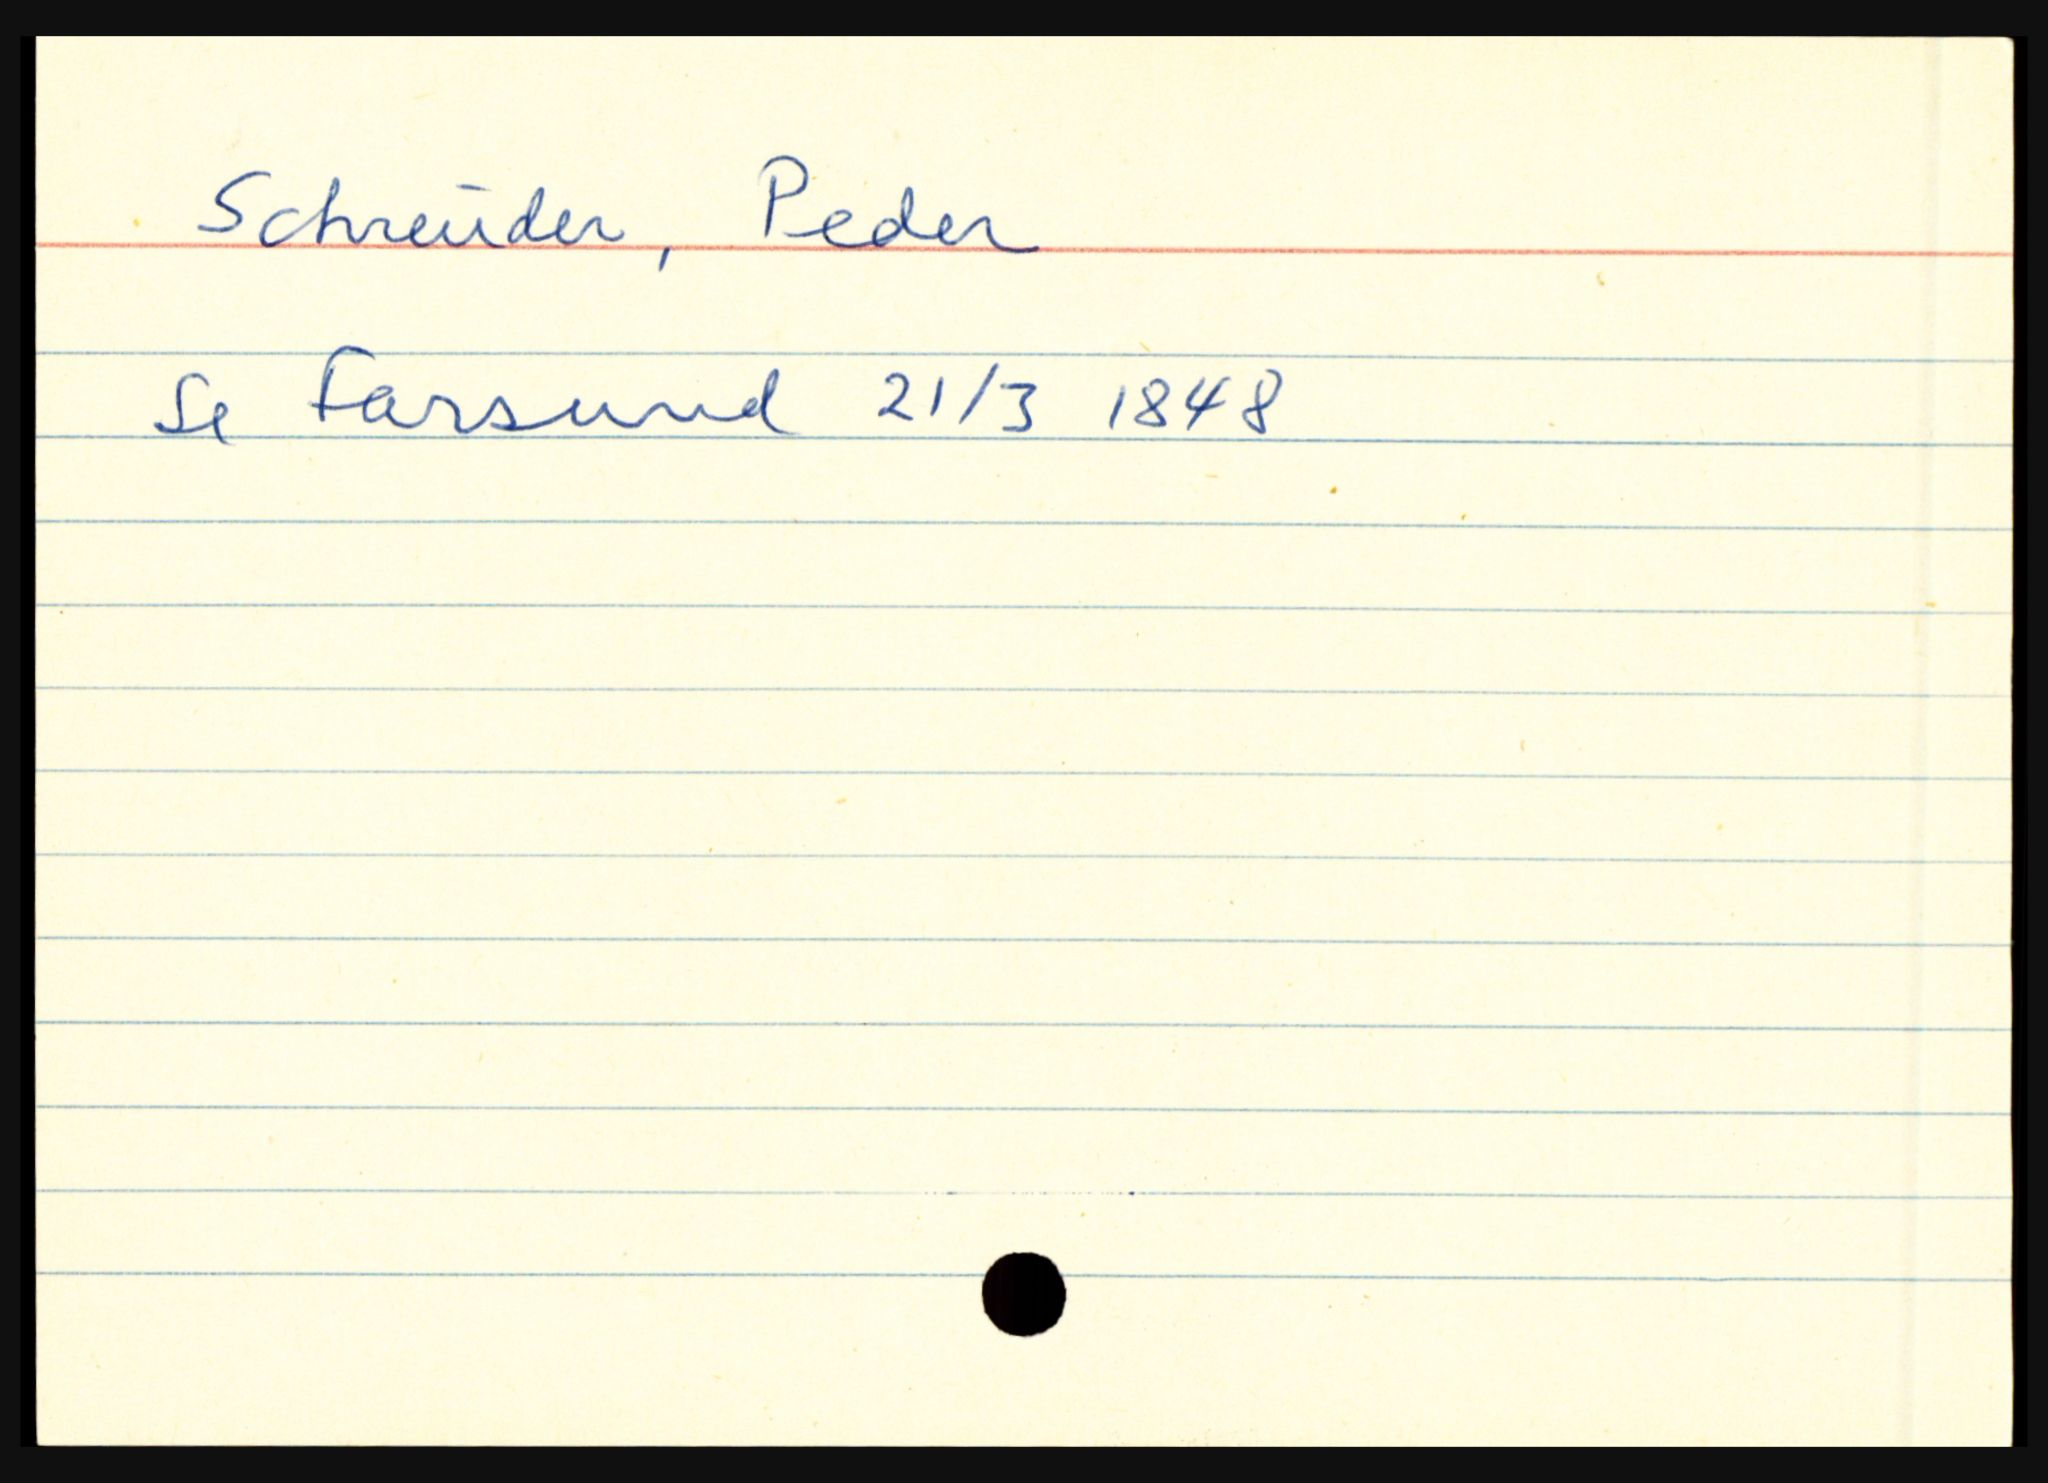 Schreuder, Peder
Se Farsund 21/3 1848